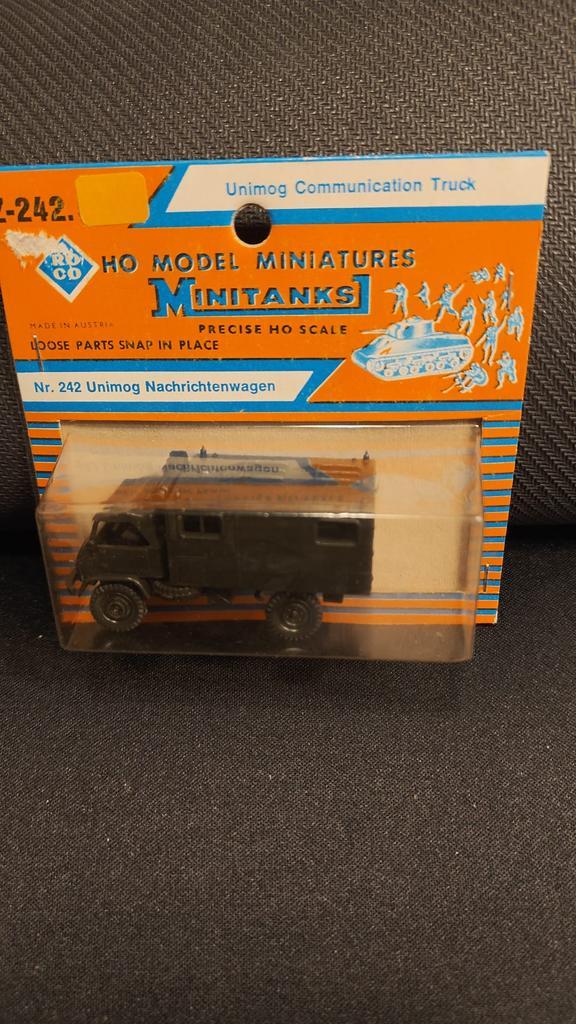 Z-242.
Unimog Communication Truck
RO
CO
HO MODEL MINIATURES
MINITANKS
MADE IN AUSTRIA
PRECISE HO SCALE
LOOSE PARTS SNAP IN PLACE
Nr. 242 Unimog Nachrichtenwagen
Nachrichtenwagen